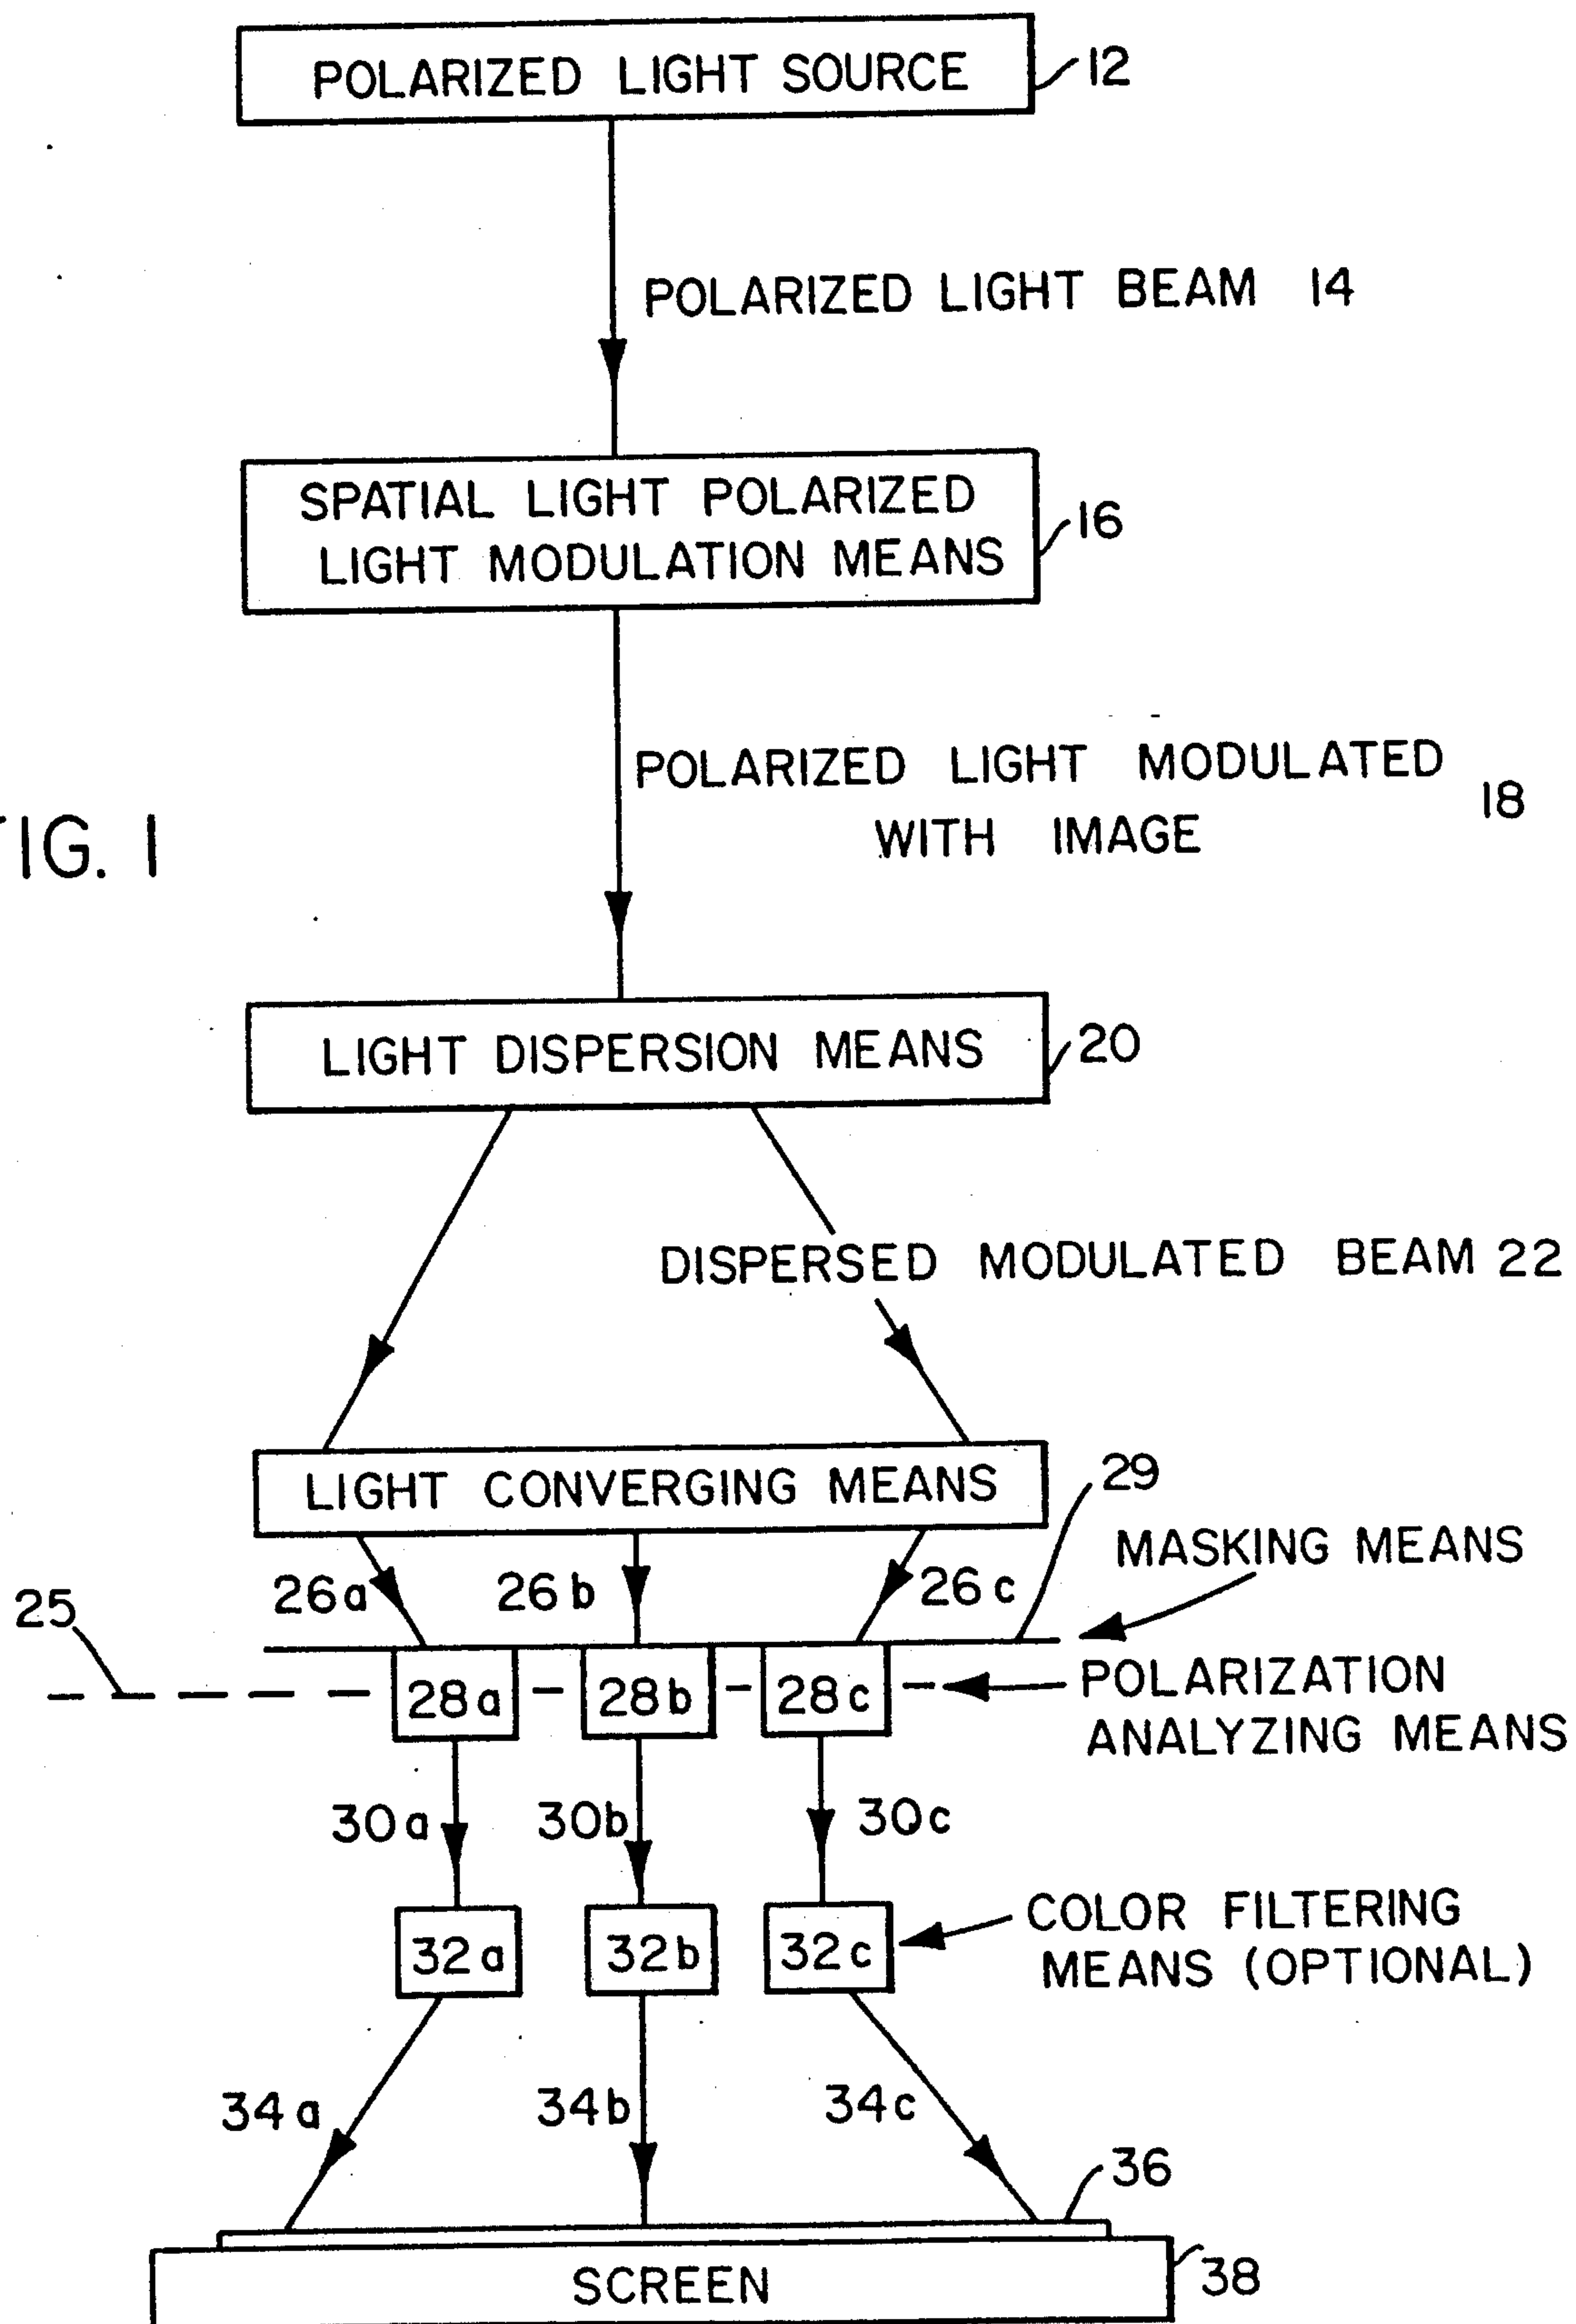 POLARIZED LIGHT SOURCE
12
POLARIZED LIGHT BEAM 14
SPATIAL LIGHT POLARIZED
LIGHT MODULATION MEANS
16
POLARIZED LIGHT MODULATED
WITH IMAGE
18
IG. 1
LIGHT DISPERSION MEANS
20
DISPERSED MODULATED BEAM 22
LIGHT CONVERGING MEANS
29
MASKING MEANS
26a
26b
26c
25
28a
28b
28c
POLARIZATION
ANALYZING MEANS
30a
30b
30c
32a
32b
32c
COLOR FILTERING
MEANS (OPTIONAL)
34a
34b
34c
36
SCREEN
38